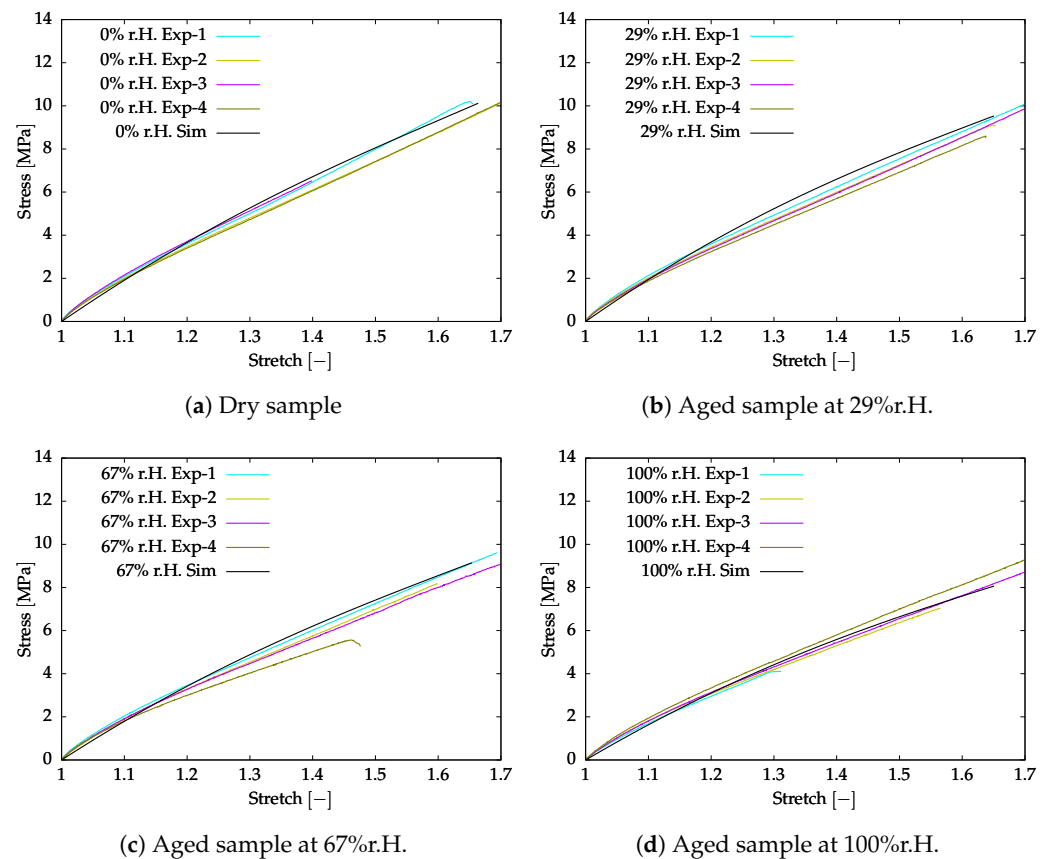 14
12
10
8
6
4
2
0
Stress [MPa]
0% r.H. Exp-1
0% r.H. Exp-2
0% r.H. Exp-3
0% r.H. Exp-4
0% r.H. Sim
1 1.1 1.2 1.3 1.4 1.5 1.6 1.7
Stretch [−]
(a) Dry sample
14
12
10
8
6
4
2
0
Stress [MPa]
29% r.H. Exp-1
29% r.H. Exp-2
29% r.H. Exp-3
29% r.H. Exp-4
29% r.H. Sim
1 1.1 1.2 1.3 1.4 1.5 1.6 1.7
Stretch [−]
(b) Aged sample at 29%r.H.
14
12
10
8
6
4
2
0
Stress [MPa]
67% r.H. Exp-1
67% r.H. Exp-2
67% r.H. Exp-3
67% r.H. Exp-4
67% r.H. Sim
1 1.1 1.2 1.3 1.4 1.5 1.6 1.7
Stretch [−]
(c) Aged sample at 67%r.H.
14
12
10
8
6
4
2
0
Stress [MPa]
100% r.H. Exp-1
100% r.H. Exp-2
100% r.H. Exp-3
100% r.H. Exp-4
100% r.H. Sim
1 1.1 1.2 1.3 1.4 1.5 1.6 1.7
Stretch [−]
(d) Aged sample at 100%r.H.